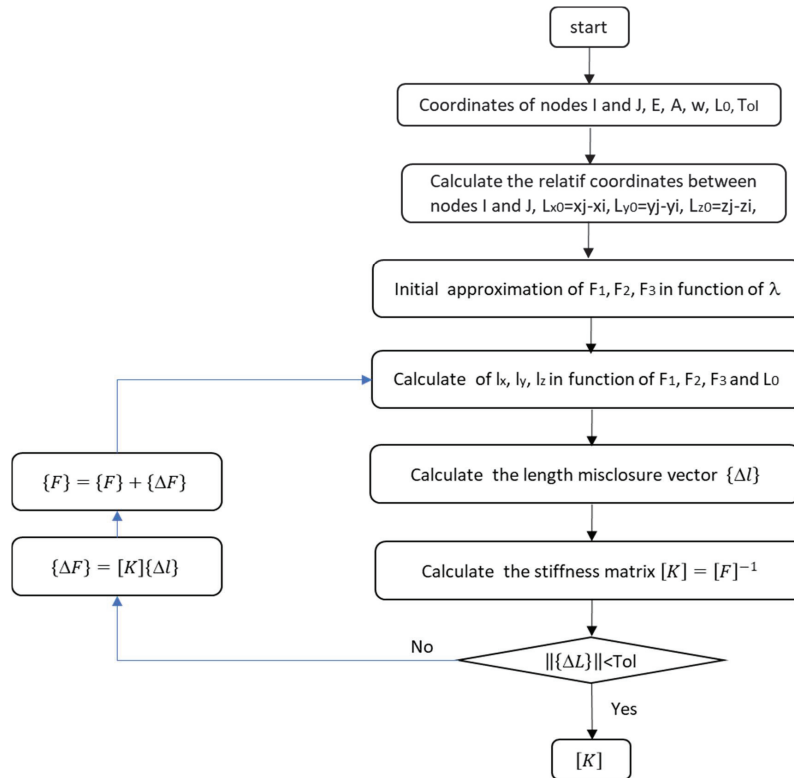 start
Coordinates of nodes I and J, E, A, w, L0, Tol
Calculate the relatif coordinates between
nodes I and J, Lx0=xj-xi, Ly0=yj-yi, Lz0=zj-zi,
Initial approximation of F1, F2, F3 in function of λ
Calculate of lx, ly, lz in function of F1, F2, F3 and L0
Calculate the length misclosure vector {Δl}
{F} = {F} + {ΔF}
{ΔF} = [K]{Δl}
Calculate the stiffness matrix [K] = [F]⁻¹
No
‖{ΔL}‖<Tol
Yes
[K]